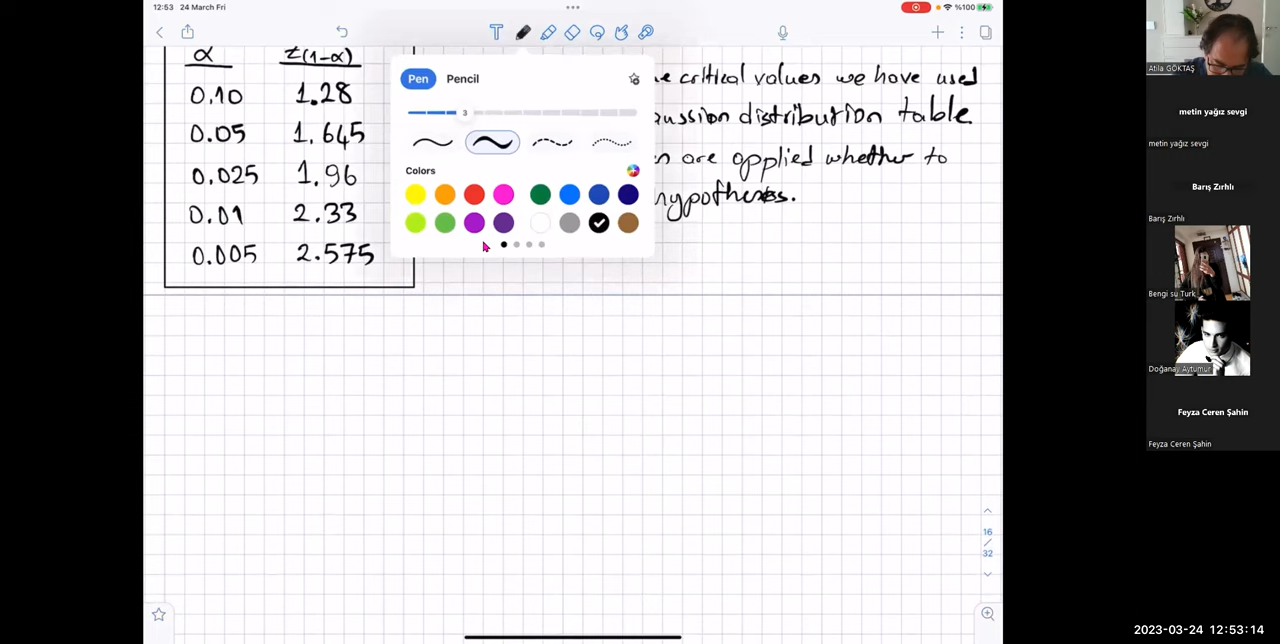 12:53 24 March Fri
%100
α z(1-α)
0.10 1.28
0.05 1.645
0.025 1.96
0.01 2.33
0.005 2.575
Pen Pencil
3
Colors
critical values we have used
ussion distribution table
are applied whether to
hypotheses.
16
32
Atila GÖKTAŞ
metin yağız sevgi
metin yağız sevgi
Barış Zırhlı
Barış Zırhlı
Bengi su Turk
Doğanay Aytumur
Feyza Ceren Şahin
Feyza Ceren Şahin
2023-03-24 12:53:14